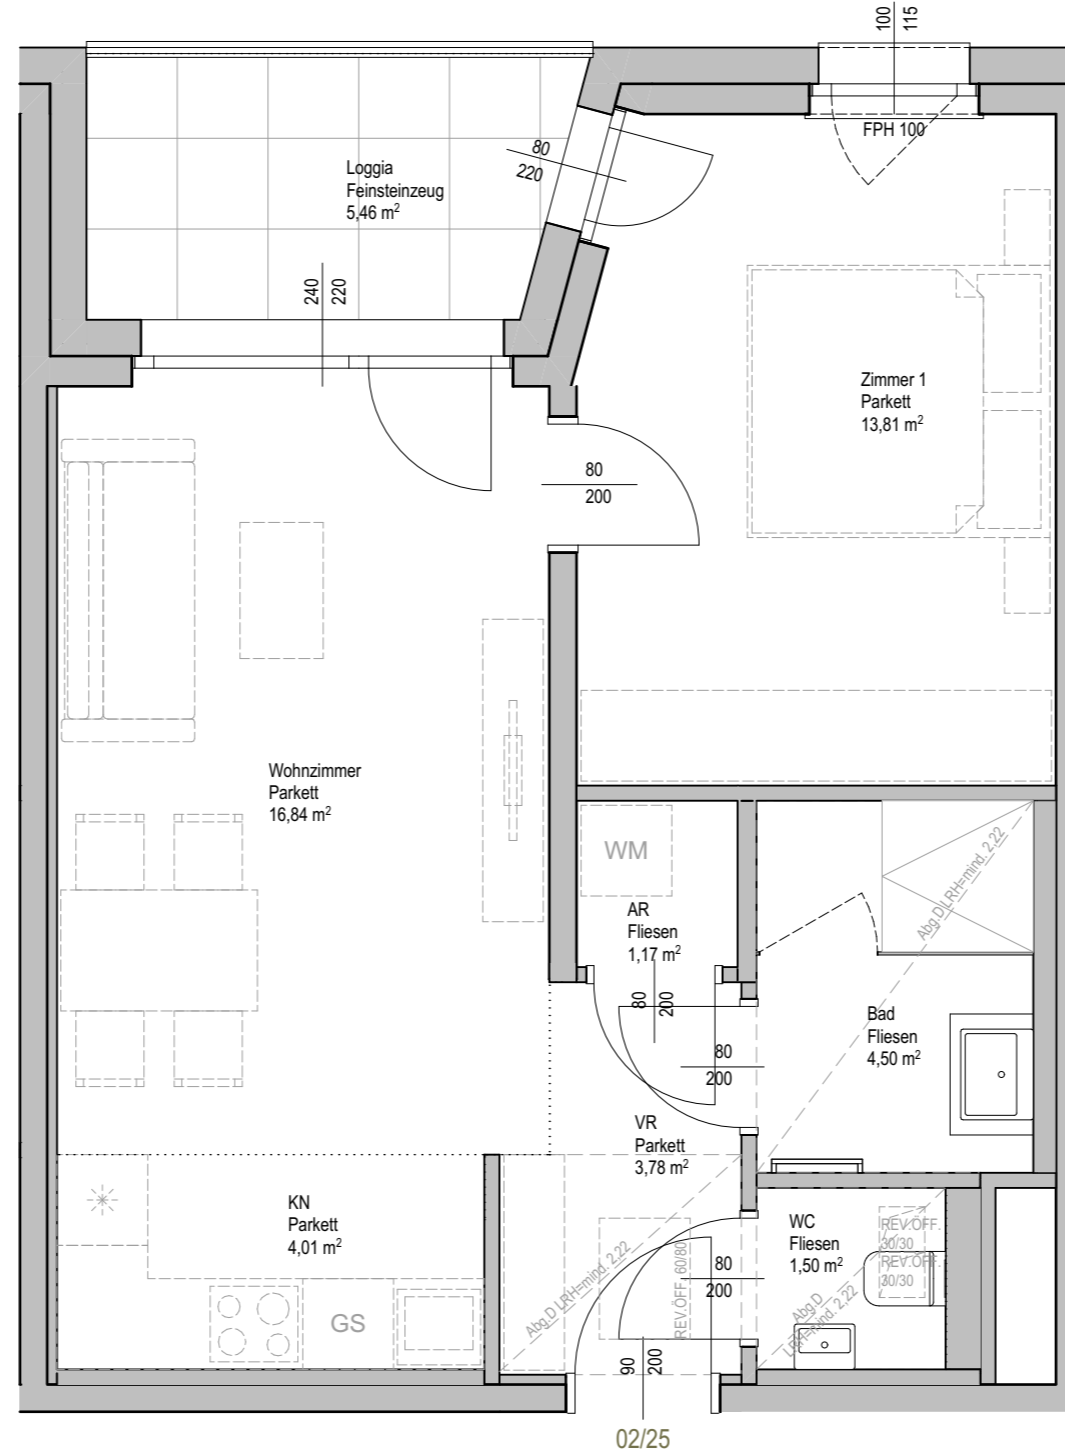 100
115
FPH 100
80
220
Loggia
Feinsteinzeug
5,46 m²
240
220
Zimmer 1
Parkett
13,81 m²
80
200
Wohnzimmer
Parkett
16,84 m²
WM
AR
Fliesen
1,17 m²
80
200
Abg.D LRH=mind. 2,22
Bad
Fliesen
4,50 m²
80
200
VR
Parkett
3,78 m²
KN
Parkett
4,01 m²
GS
Abg.D LRH=mind. 2,22
REV.ÖFF. 60/80
80
200
WC
Fliesen
1,50 m²
REV.ÖFF.
30/30
REV.ÖFF.
30/30
Abg.D
LRH=mind. 2,22
90
200
02/25